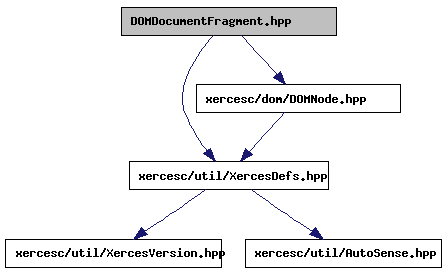 DOMDocumentFragment.hpp
xercesc/dom/DOMNode.hpp
xercesc/util/XercesDefs.hpp
xercesc/util/XercesVersion.hpp
xercesc/util/AutoSense.hpp